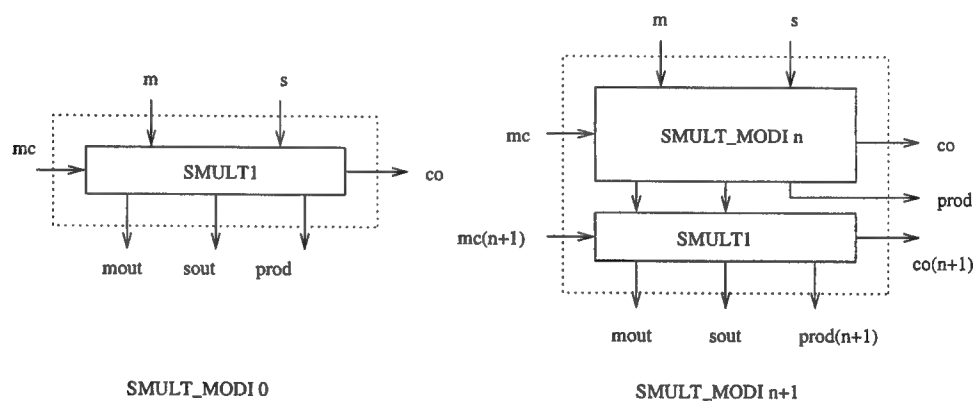 m s
mc SMULT1 co
mout sout prod
SMULT_MODI 0
m s
mc SMULT_MODI n co
prod
mc(n+1) SMULT1 co(n+1)
mout sout prod(n+1)
SMULT_MODI n+1